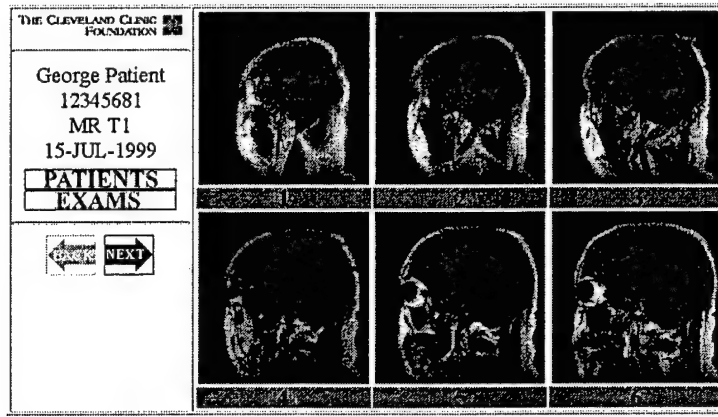 THE CLEVELAND CLINIC
FOUNDATION
George Patient
12345681
MR T1
15-JUL-1999
PATIENTS
EXAMS
BACK NEXT